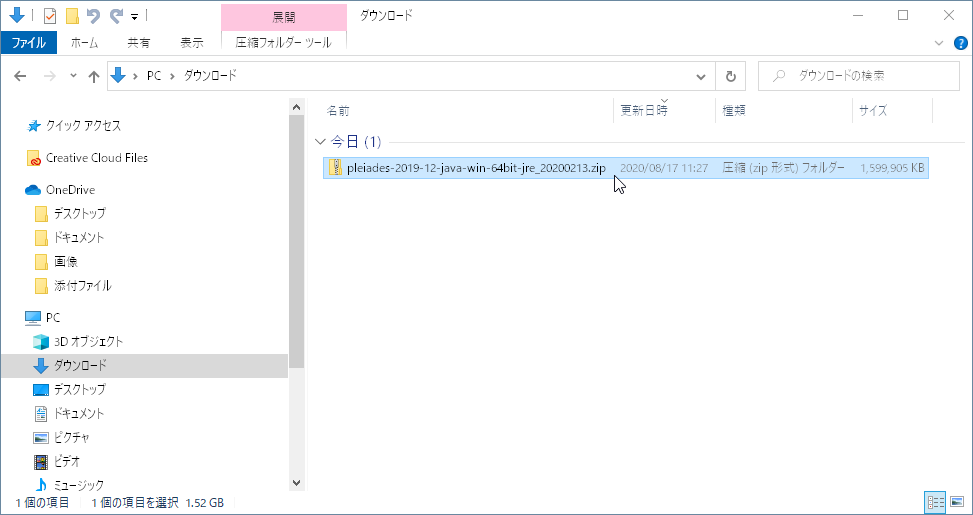 展開
ダウンロード
ファイル ホーム 共有 表示 圧縮フォルダー ツール
PC ダウンロード
ダウンロードの検索
名前 更新日時 種類 サイズ
今日 (1)
pleiades-2019-12-java-win-64bit-jre_20200213.zip 2020/08/17 11:27 圧縮 (zip 形式) フォルダー 1,599,905 KB
クイック アクセス
Creative Cloud Files
OneDrive
デスクトップ
ドキュメント
画像
添付ファイル
PC
3D オブジェクト
ダウンロード
デスクトップ
ドキュメント
ピクチャ
ビデオ
ミュージック
1 個の項目 1 個の項目を選択 1.52 GB